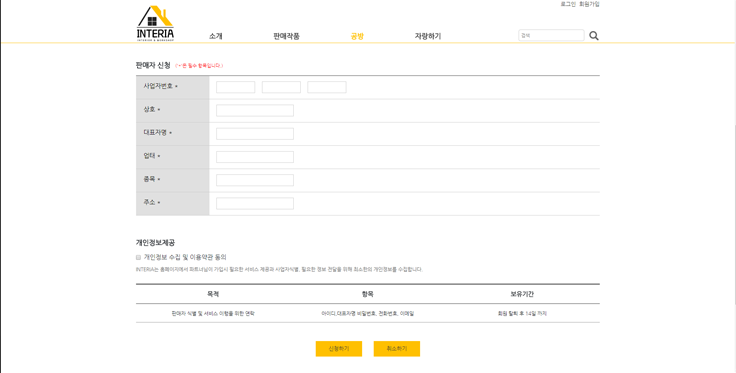 로그인 회원가입
INTERIA
INTERIOR & WORKROOM
소개 판매작품 공방 자랑하기 검색
판매자 신청 ('*'은 필수 항목입니다.)
사업자번호 *
상호 *
대표자명 *
업태 *
종목 *
주소 *
개인정보제공
개인정보 수집 및 이용약관 동의
INTERIA는 홈페이지에서 파트너님이 가입시 필요한 서비스 제공과 사업자식별, 필요한 정보 전달을 위해 최소한의 개인정보를 수집합니다.
목적 항목 보유기간
판매자 식별 및 서비스 이행을 위한 연락 아이디,대표자명 비밀번호, 전화번호, 이메일 회원 탈퇴 후 14일 까지
신청하기 취소하기